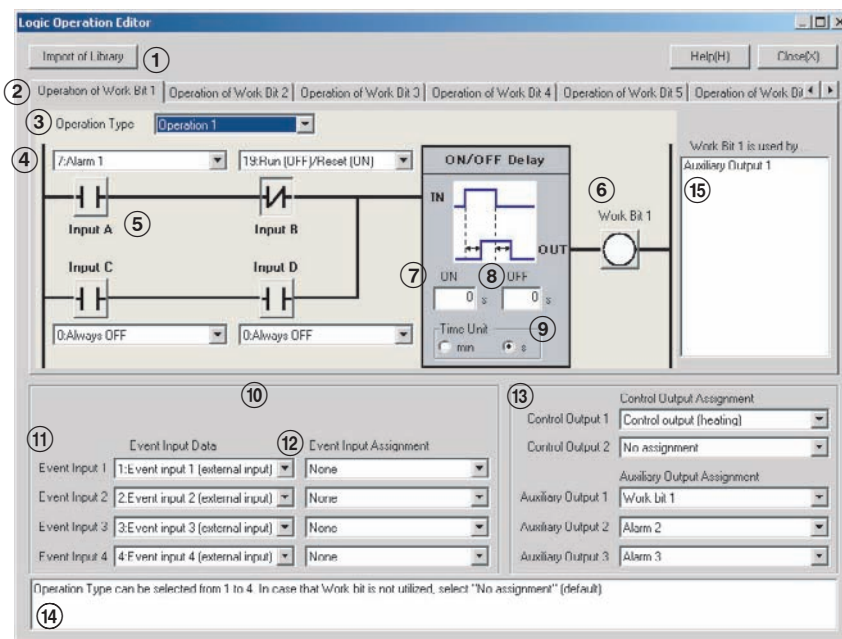 Logic Operation Editor
Import of Library ① Help(H) Close(X)
② Operation of Work Bit 1 Operation of Work Bit 2 Operation of Work Bit 3 Operation of Work Bit 4 Operation of Work Bit 5 Operation of Work Bit
③ Operation Type Operation 1
Work Bit 1 is used by
④ 7:Alarm 1 19:Run (OFF)/Reset (ON) ON/OFF Delay
Auxiliary Output 1
⑮
IN
⑥
Work Bit 1
⑤
Input A Input B
OUT
Input C Input D
⑦ ON ⑧ OFF
0 s 0 s
Time Unit ⑨
min s
0:Always OFF 0:Always OFF
⑩
⑪ Event Input Data ⑫ Event Input Assignment
Event Input 1 1:Event input 1 (external input) None
Event Input 2 2:Event input 2 (external input) None
Event Input 3 3:Event input 3 (external input) None
Event Input 4 4:Event input 4 (external input) None
⑬ Control Output Assignment
Control Output 1 Control output (heating)
Control Output 2 No assignment
Auxiliary Output Assignment
Auxiliary Output 1 Work bit 1
Auxiliary Output 2 Alarm 2
Auxiliary Output 3 Alarm 3
Operation Type can be selected from 1 to 4. In case that Work bit is not utilized, select "No assignment" (default)
⑭